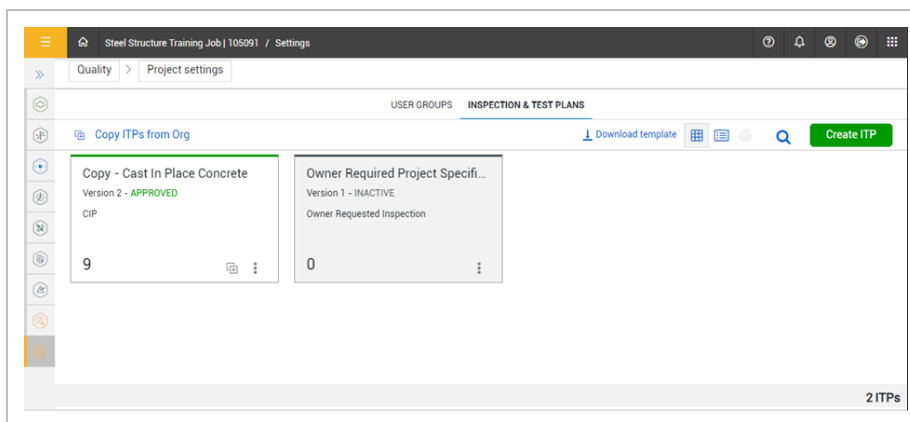 Steel Structure Training Job | 105091 / Settings
Quality > Project settings
USER GROUPS INSPECTION & TEST PLANS
Copy ITPs from Org Download template Create ITP
Copy - Cast In Place Concrete
Version 2 - APPROVED
CIP
9
Owner Required Project Specifi...
Version 1 - INACTIVE
Owner Requested Inspection
0
2 ITPs